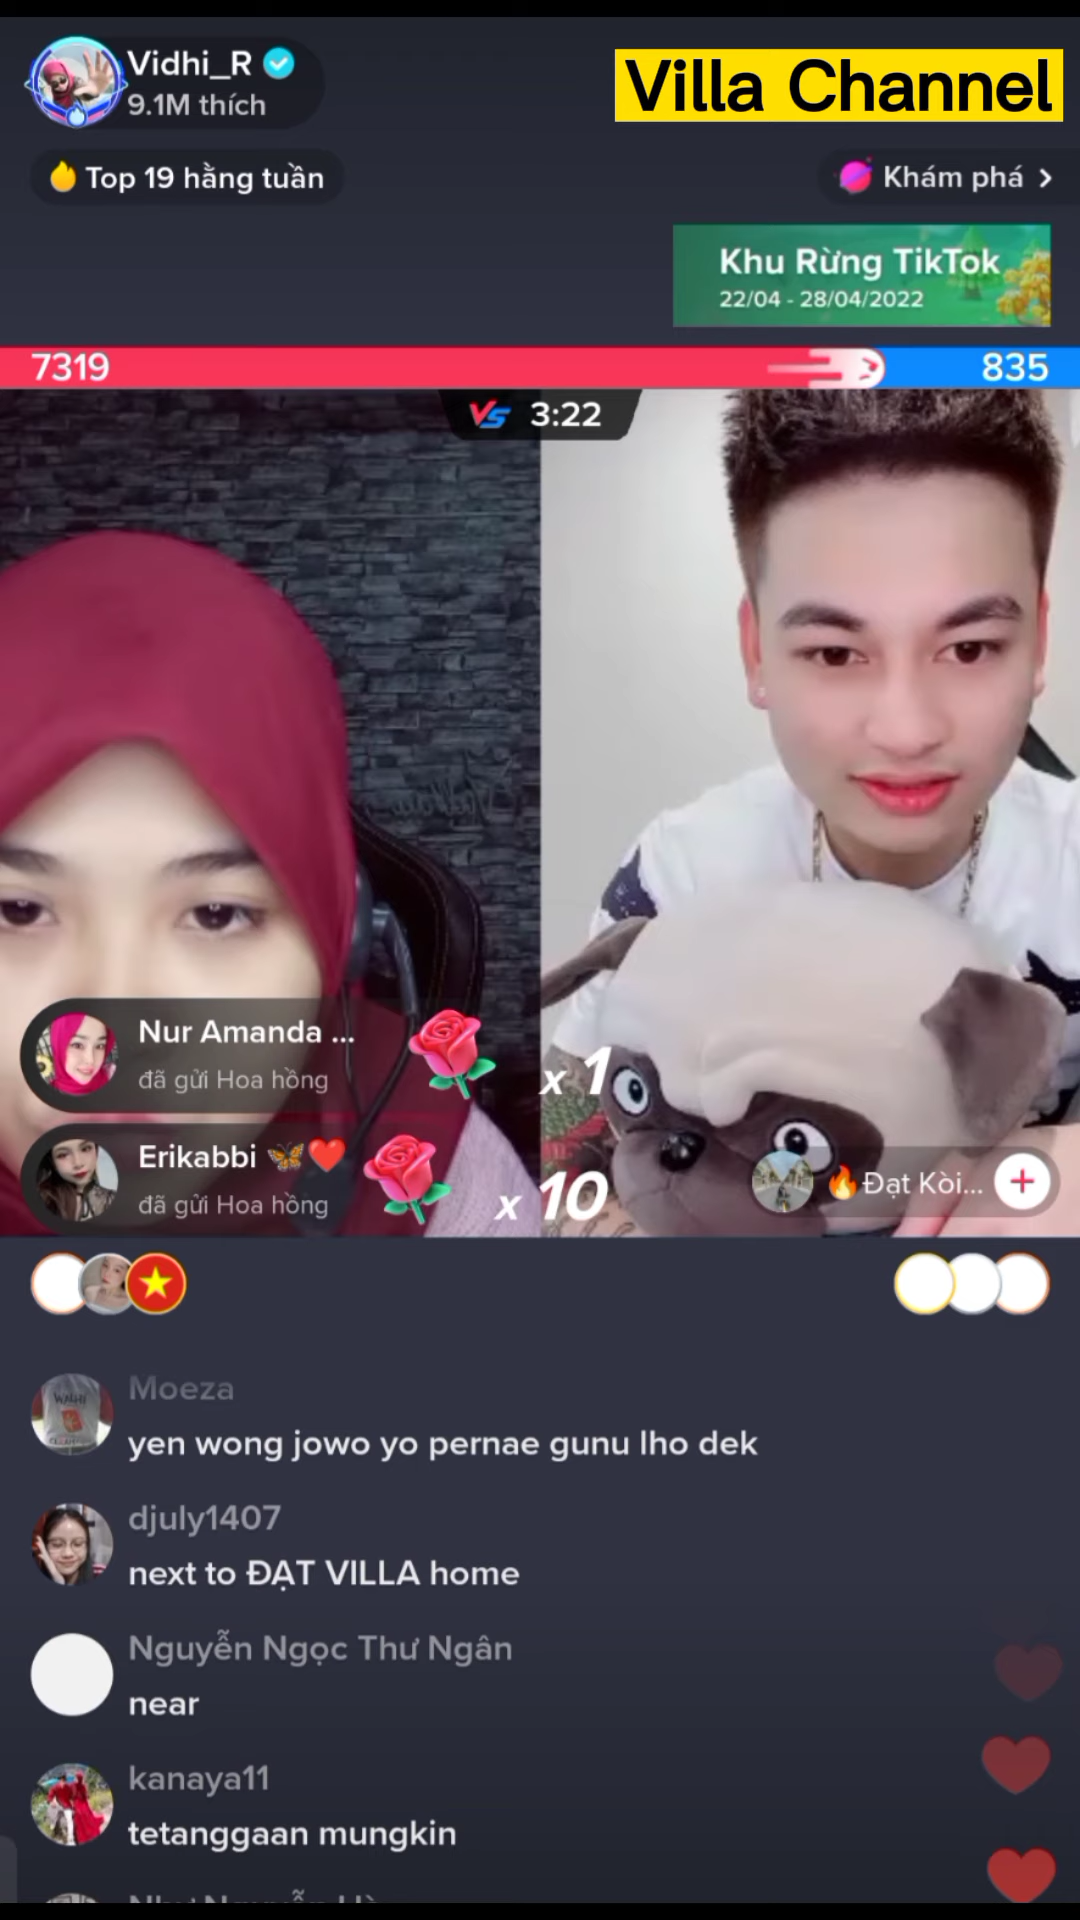 Vidhi_R
Villa Channel
9.1M thích
Top 19 hằng tuần
Khám phá
Khu Rừng TikTok
22/04 - 28/04/2022
7319
835
VS 3:22
Nur Amanda ...
đã gửi Hoa hồng
x 1
Erikabbi 🦋❤️
đã gửi Hoa hồng
x 10
🔥Đạt Kòi...
Moeza
yen wong jowo yo pernae gunu lho dek
djuly1407
next to ĐẠT VILLA home
Nguyễn Ngọc Thư Ngân
near
kanaya11
tetanggaan mungkin